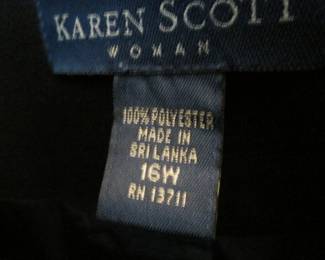 KAREN SCOTT
WOMAN
100% POLYESTER
MADE IN
SRI LANKA
16W
RN 13711